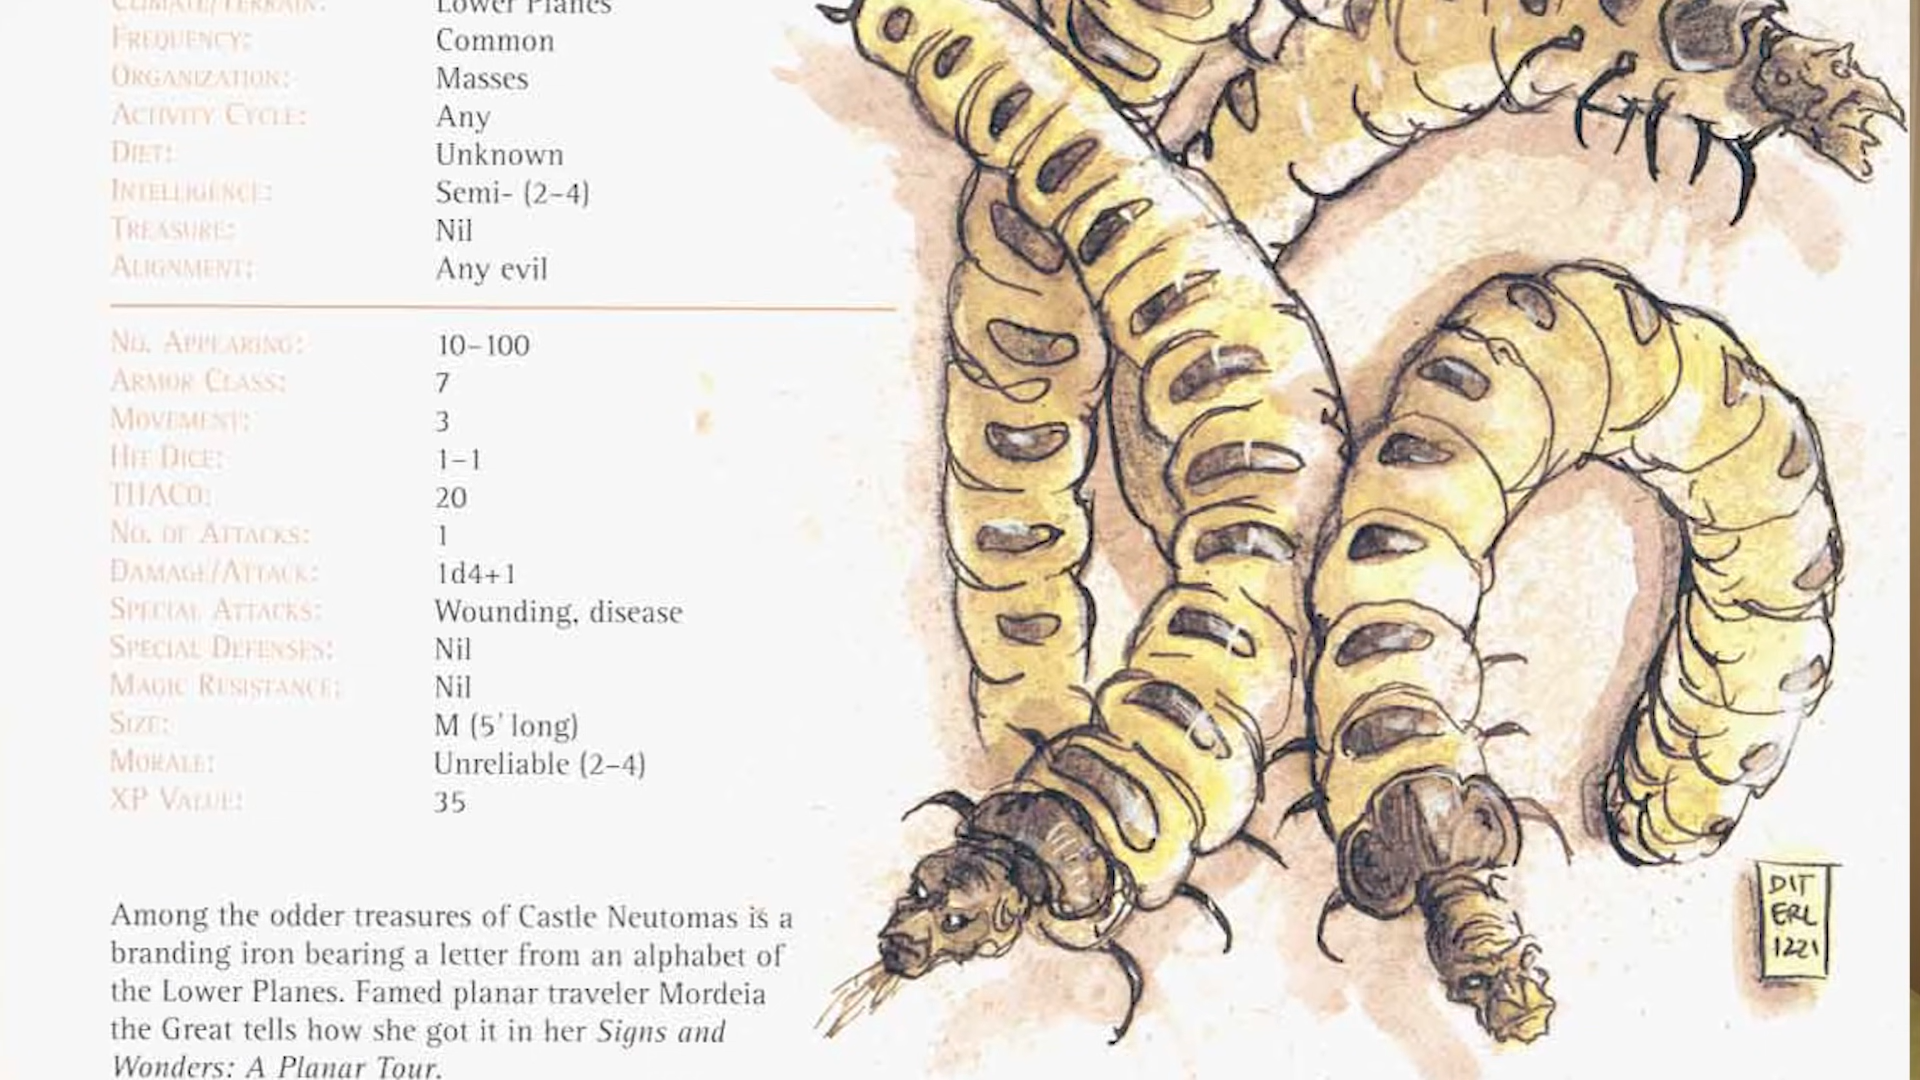 CLIMATE/TERRAIN: Lower Planes
FREQUENCY: Common
ORGANIZATION: Masses
ACTIVITY CYCLE: Any
DIET: Unknown
INTELLIGENCE: Semi- (2–4)
TREASURE: Nil
ALIGNMENT: Any evil
NO. APPEARING: 10–100
ARMOR CLASS: 7
MOVEMENT: 3
HIT DICE: 1–1
THAC0: 20
NO. OF ATTACKS: 1
DAMAGE/ATTACK: 1d4+1
SPECIAL ATTACKS: Wounding, disease
SPECIAL DEFENSES: Nil
MAGIC RESISTANCE: Nil
SIZE: M (5' long)
MORALE: Unreliable (2–4)
XP VALUE: 35
Among the odder treasures of Castle Neutomas is a
branding iron bearing a letter from an alphabet of
the Lower Planes. Famed planar traveler Mordeia
the Great tells how she got it in her Signs and
Wonders: A Planar Tour.
DIT
ERL
1221